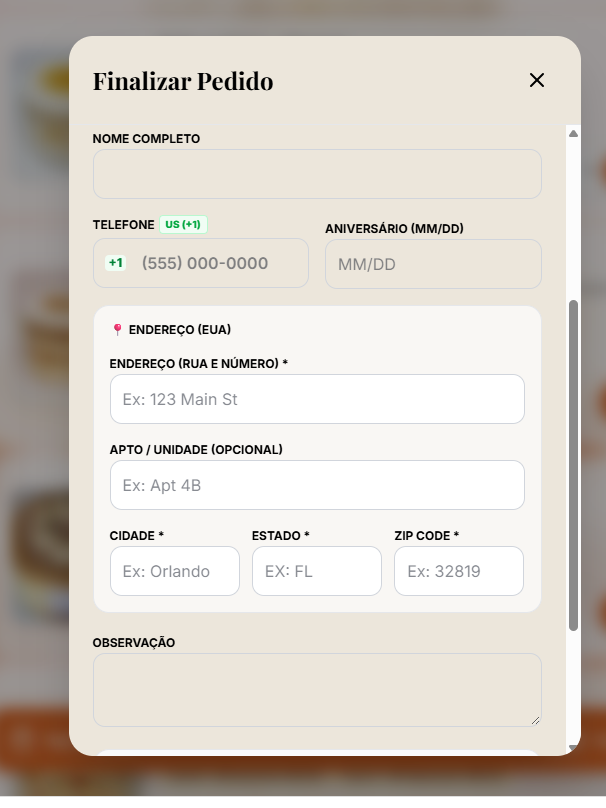 Finalizar Pedido
NOME COMPLETO
TELEFONE US (+1)
ANIVERSÁRIO (MM/DD)
+1 (555) 000-0000
MM/DD
📍 ENDEREÇO (EUA)
ENDEREÇO (RUA E NÚMERO) *
Ex: 123 Main St
APTO / UNIDADE (OPCIONAL)
Ex: Apt 4B
CIDADE *
ESTADO *
ZIP CODE *
Ex: Orlando
EX: FL
Ex: 32819
OBSERVAÇÃO